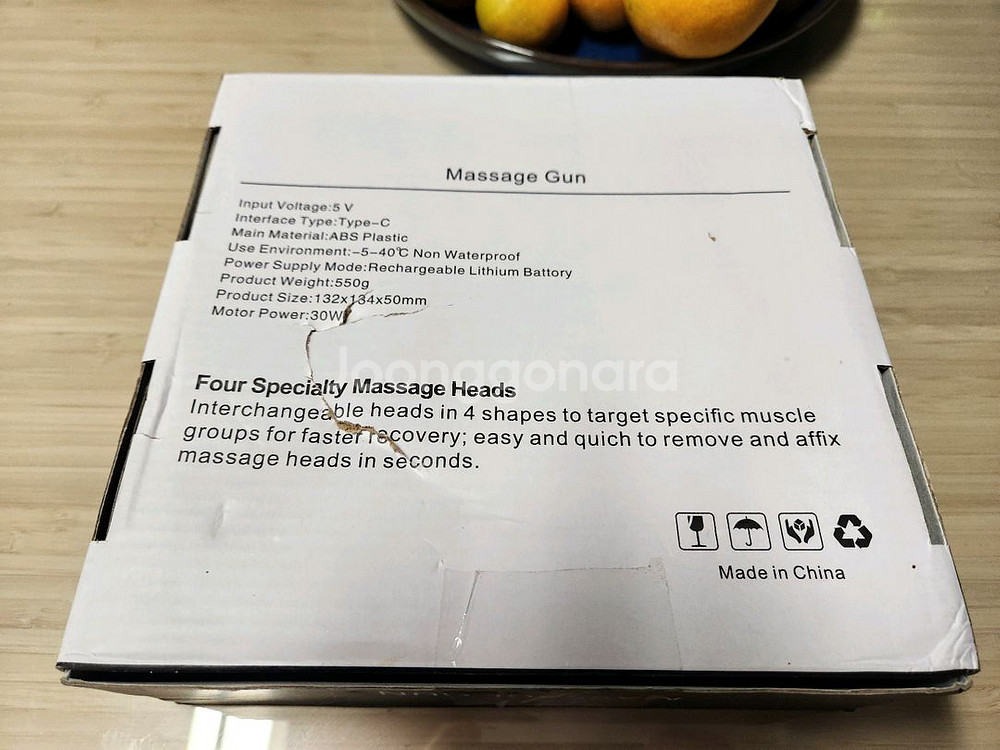 Massage Gun
Input Voltage:5 V
Interface Type:Type-C
Main Material:ABS Plastic
Use Environment:-5-40℃ Non Waterproof
Power Supply Mode:Rechargeable Lithium Battory
Product Weight:550g
Product Size:132x134x50mm
Motor Power:30W
Joonggonara
Four Specialty Massage Heads
Interchangeable heads in 4 shapes to target specific muscle
groups for faster recovery; easy and quich to remove and affix
massage heads in seconds.
Made in China